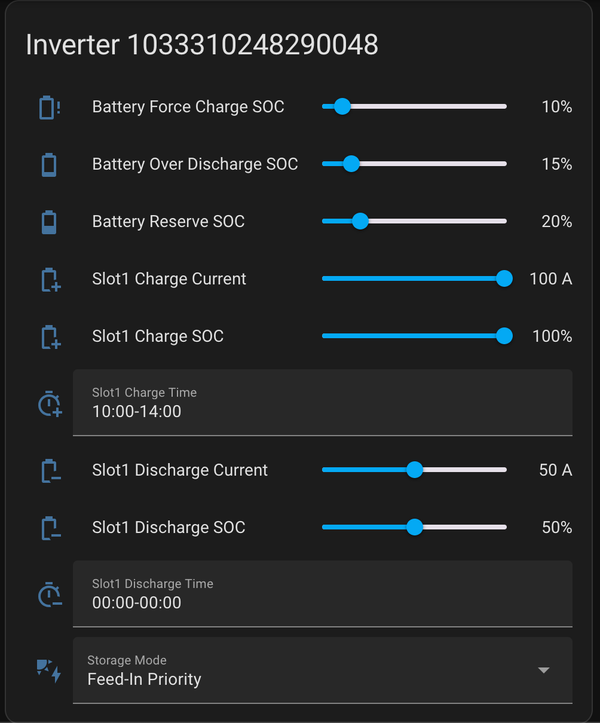 Inverter 1033310248290048
Battery Force Charge SOC 10%
Battery Over Discharge SOC 15%
Battery Reserve SOC 20%
Slot1 Charge Current 100 A
Slot1 Charge SOC 100%
Slot1 Charge Time
10:00-14:00
Slot1 Discharge Current 50 A
Slot1 Discharge SOC 50%
Slot1 Discharge Time
00:00-00:00
Storage Mode
Feed-In Priority